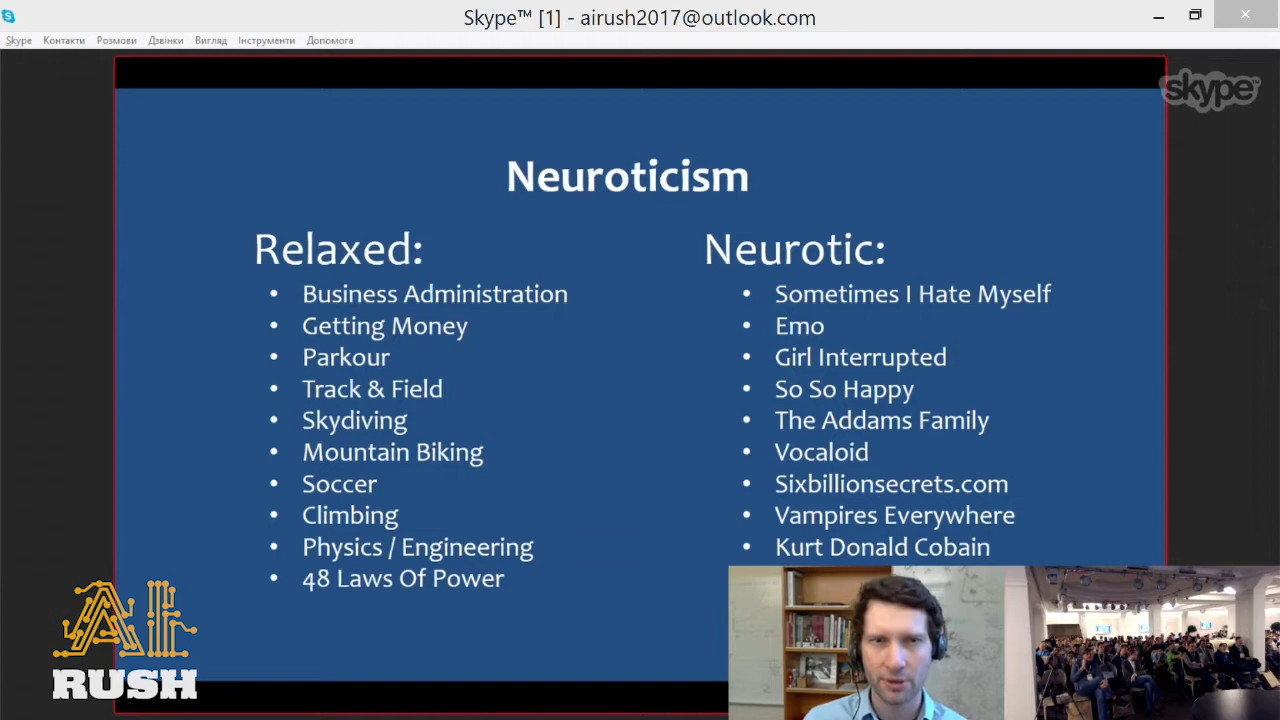 Skype™ [1] - airush2017@outlook.com
Skype Контакти Розмови Дзвінки Вигляд Інструменти Допомога
skype™
Neuroticism
Relaxed:
• Business Administration
• Getting Money
• Parkour
• Track & Field
• Skydiving
• Mountain Biking
• Soccer
• Climbing
• Physics / Engineering
• 48 Laws Of Power
Neurotic:
• Sometimes I Hate Myself
• Emo
• Girl Interrupted
• So So Happy
• The Addams Family
• Vocaloid
• Sixbillionsecrets.com
• Vampires Everywhere
• Kurt Donald Cobain
AI
RUSH